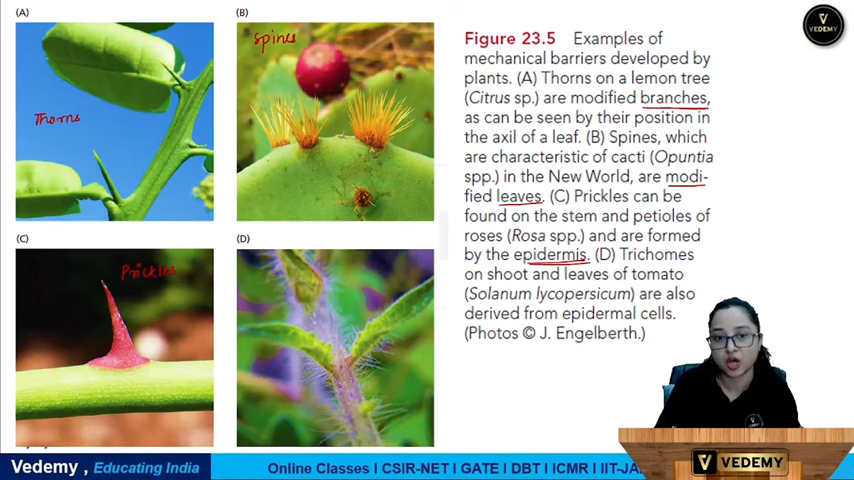 (A)
(B)
Thorns
Spines
(C)
(D)
Prickles
Figure 23.5 Examples of
mechanical barriers developed by
plants. (A) Thorns on a lemon tree
(Citrus sp.) are modified branches,
as can be seen by their position in
the axil of a leaf. (B) Spines, which
are characteristic of cacti (Opuntia
spp.) in the New World, are modi-
fied leaves. (C) Prickles can be
found on the stem and petioles of
roses (Rosa spp.) and are formed
by the epidermis. (D) Trichomes
on shoot and leaves of tomato
(Solanum lycopersicum) are also
derived from epidermal cells.
(Photos © J. Engelberth.)
V
VEDEMY
V VEDEMY
Vedemy , Educating India
Online Classes I CSIR-NET I GATE I DBT I ICMR I IIT-JA